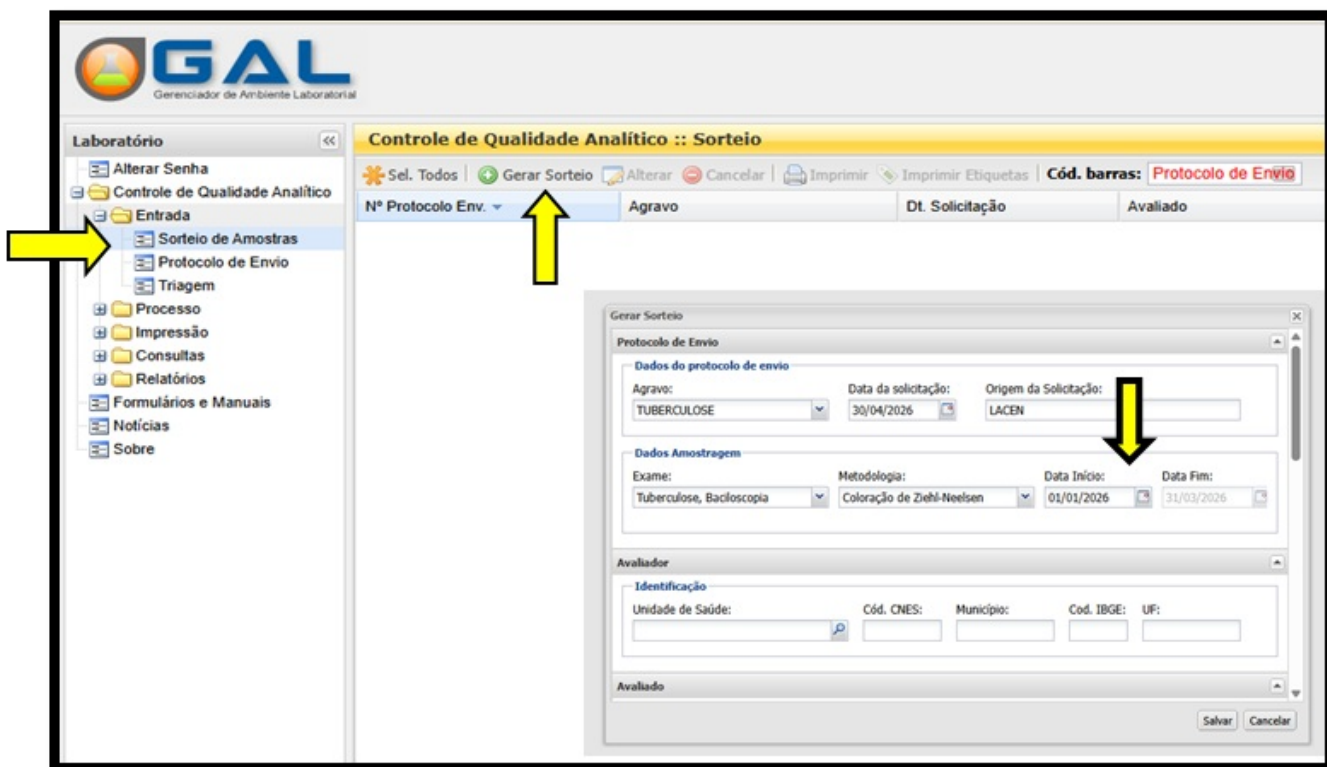 GAL
Gerenciador de Ambiente Laboratorial
Laboratório
Alterar Senha
Controle de Qualidade Analítico
Entrada
Sorteio de Amostras
Protocolo de Envio
Triagem
Processo
Impressão
Consultas
Relatórios
Formulários e Manuais
Notícias
Sobre
Controle de Qualidade Analítico :: Sorteio
Sel. Todos Gerar Sorteio Alterar Cancelar Imprimir Imprimir Etiquetas Cód. barras: Protocolo de Envio
Nº Protocolo Env. Agravo Dt. Solicitação Avaliado
Gerar Sorteio
Protocolo de Envio
Dados do protocolo de envio
Agravo: Data da solicitação: Origem da Solicitação:
TUBERCULOSE 30/04/2026 LACEN
Dados Amostragem
Exame: Metodologia: Data Início: Data Fim:
Tuberculose, Baciloscopia Coloração de Ziehl-Neelsen 01/01/2026 31/03/2026
Avaliador
Identificação
Unidade de Saúde: Cód. CNES: Município: Cod. IBGE: UF:
Avaliado
Salvar Cancelar